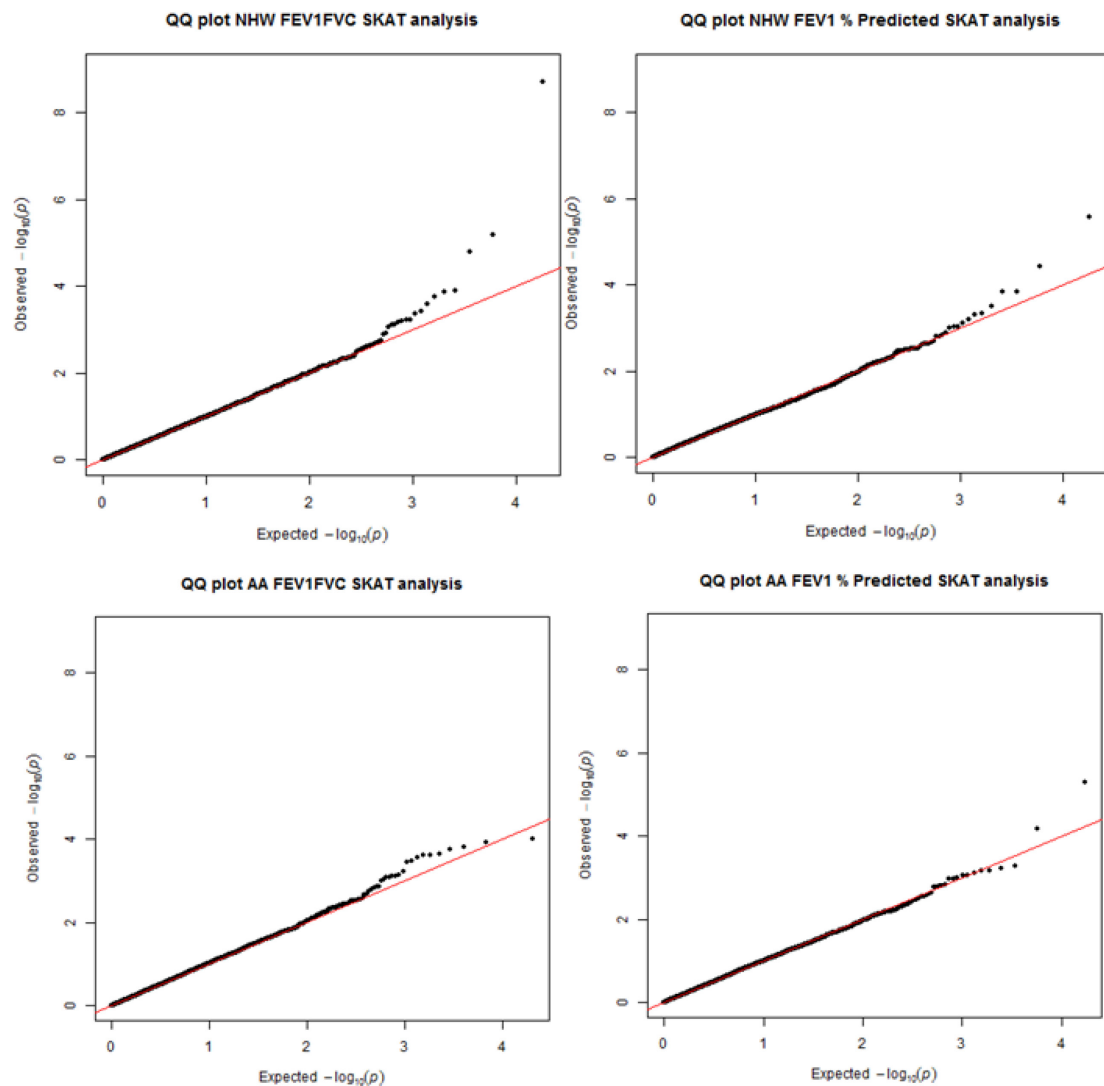 QQ plot NHW FEV1FVC SKAT analysis
8
6
4
2
0
Observed −log10(p)
0 1 2 3 4
Expected −log10(p)
QQ plot NHW FEV1 % Predicted SKAT analysis
8
6
4
2
0
Observed −log10(p)
0 1 2 3 4
Expected −log10(p)
QQ plot AA FEV1FVC SKAT analysis
8
6
4
2
0
Observed −log10(p)
0 1 2 3 4
Expected −log10(p)
QQ plot AA FEV1 % Predicted SKAT analysis
8
6
4
2
0
Observed −log10(p)
0 1 2 3 4
Expected −log10(p)